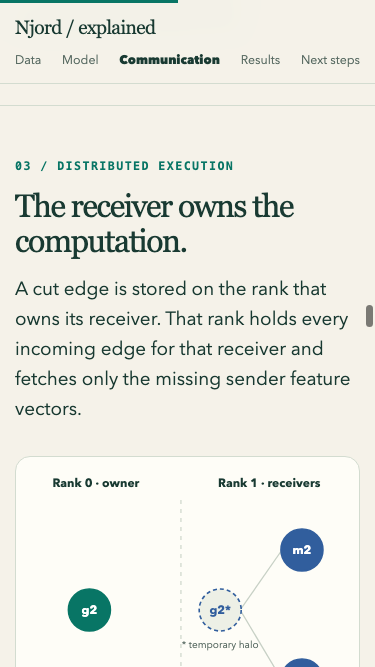 Njord / explained
Data Model Communication Results Next steps
03 / DISTRIBUTED EXECUTION
The receiver owns the
computation.
A cut edge is stored on the rank that
owns its receiver. That rank holds every
incoming edge for that receiver and
fetches only the missing sender feature
vectors.
Rank 0 · owner Rank 1 · receivers
m2
g2 g2*
* temporary halo